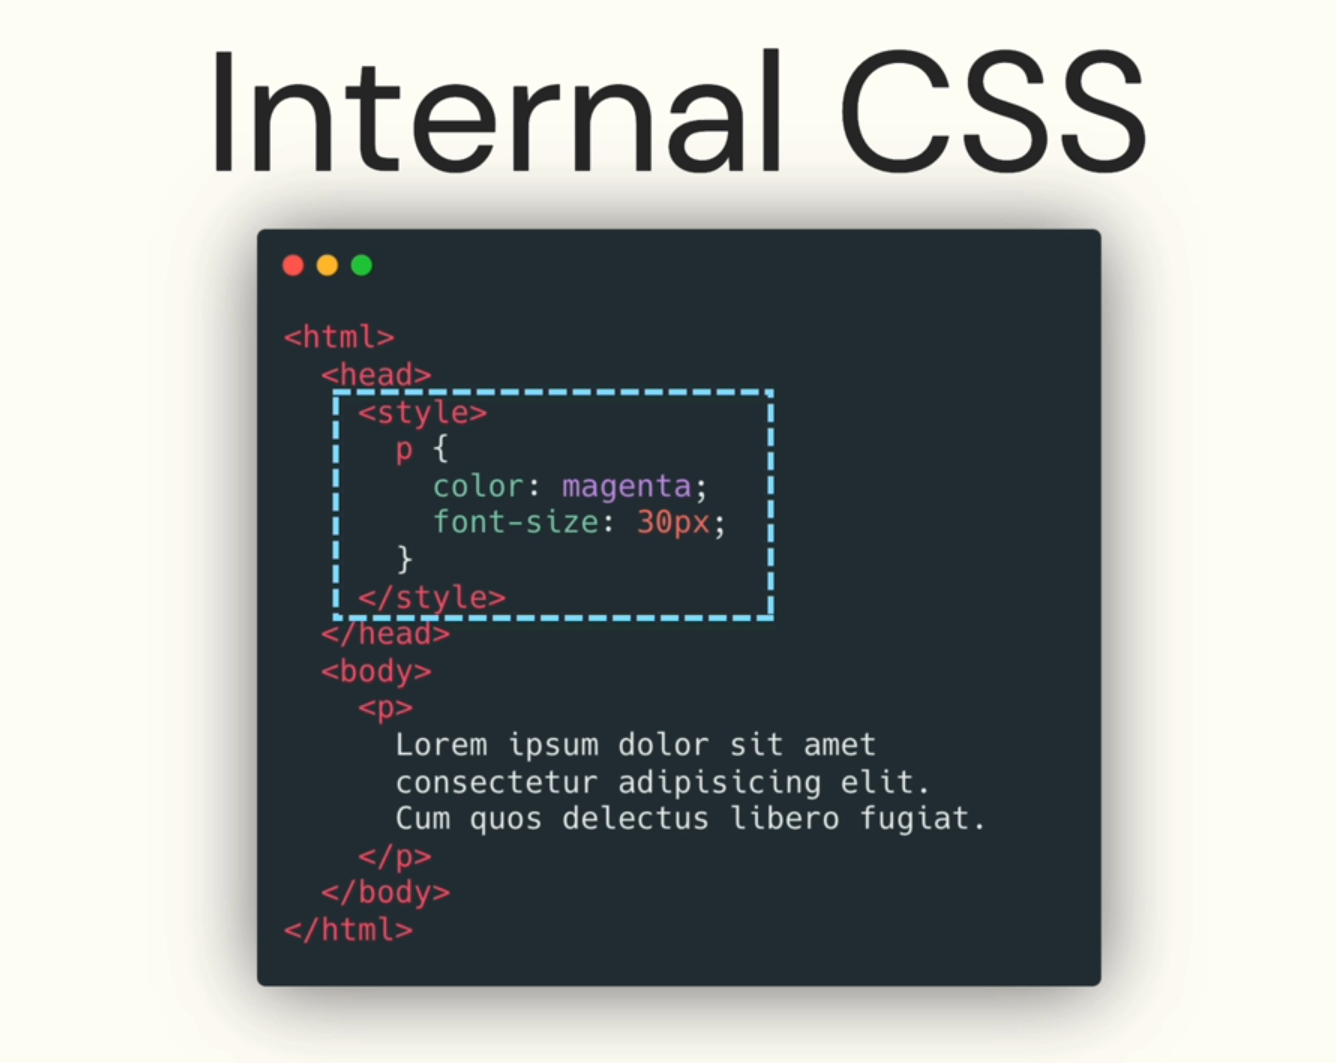 Internal CSS
<html>
  <head>
    <style>
      p {
        color: magenta;
        font-size: 30px;
      }
    </style>
  </head>
  <body>
    <p>
      Lorem ipsum dolor sit amet
      consectetur adipisicing elit.
      Cum quos delectus libero fugiat.
    </p>
  </body>
</html>